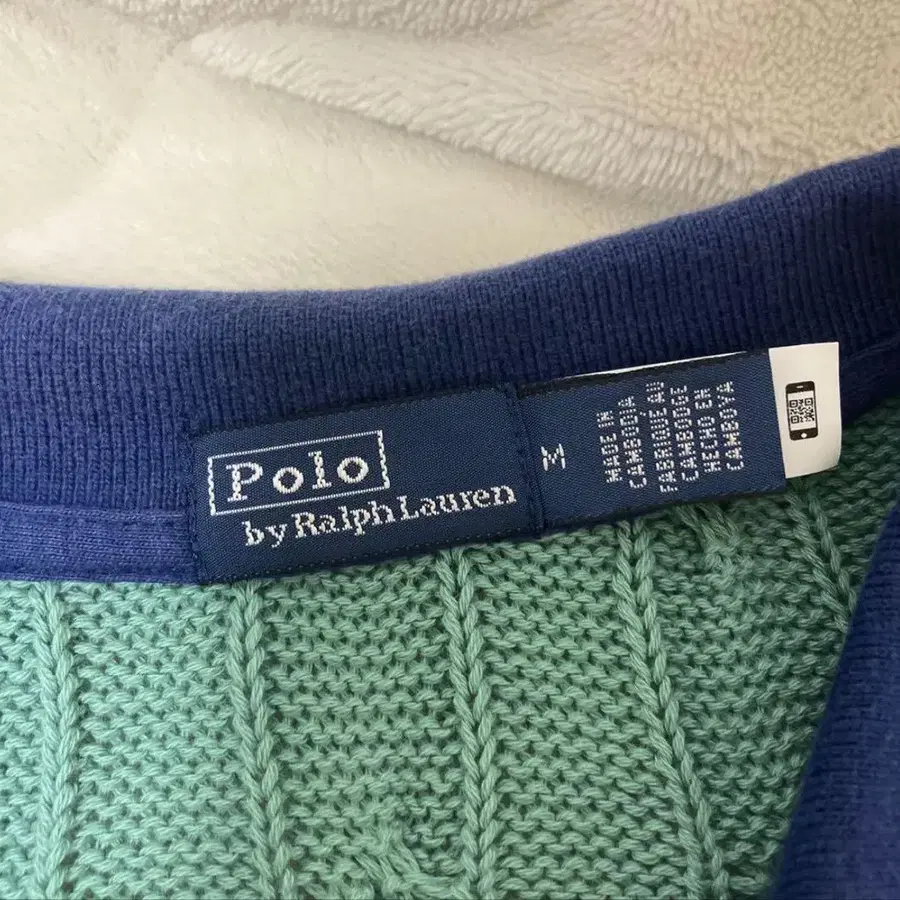 Polo
by Ralph Lauren
M
MADE IN
CAMBODIA
FABRIQUE AU
CAMBODGE
HECHO EN
CAMBOYA